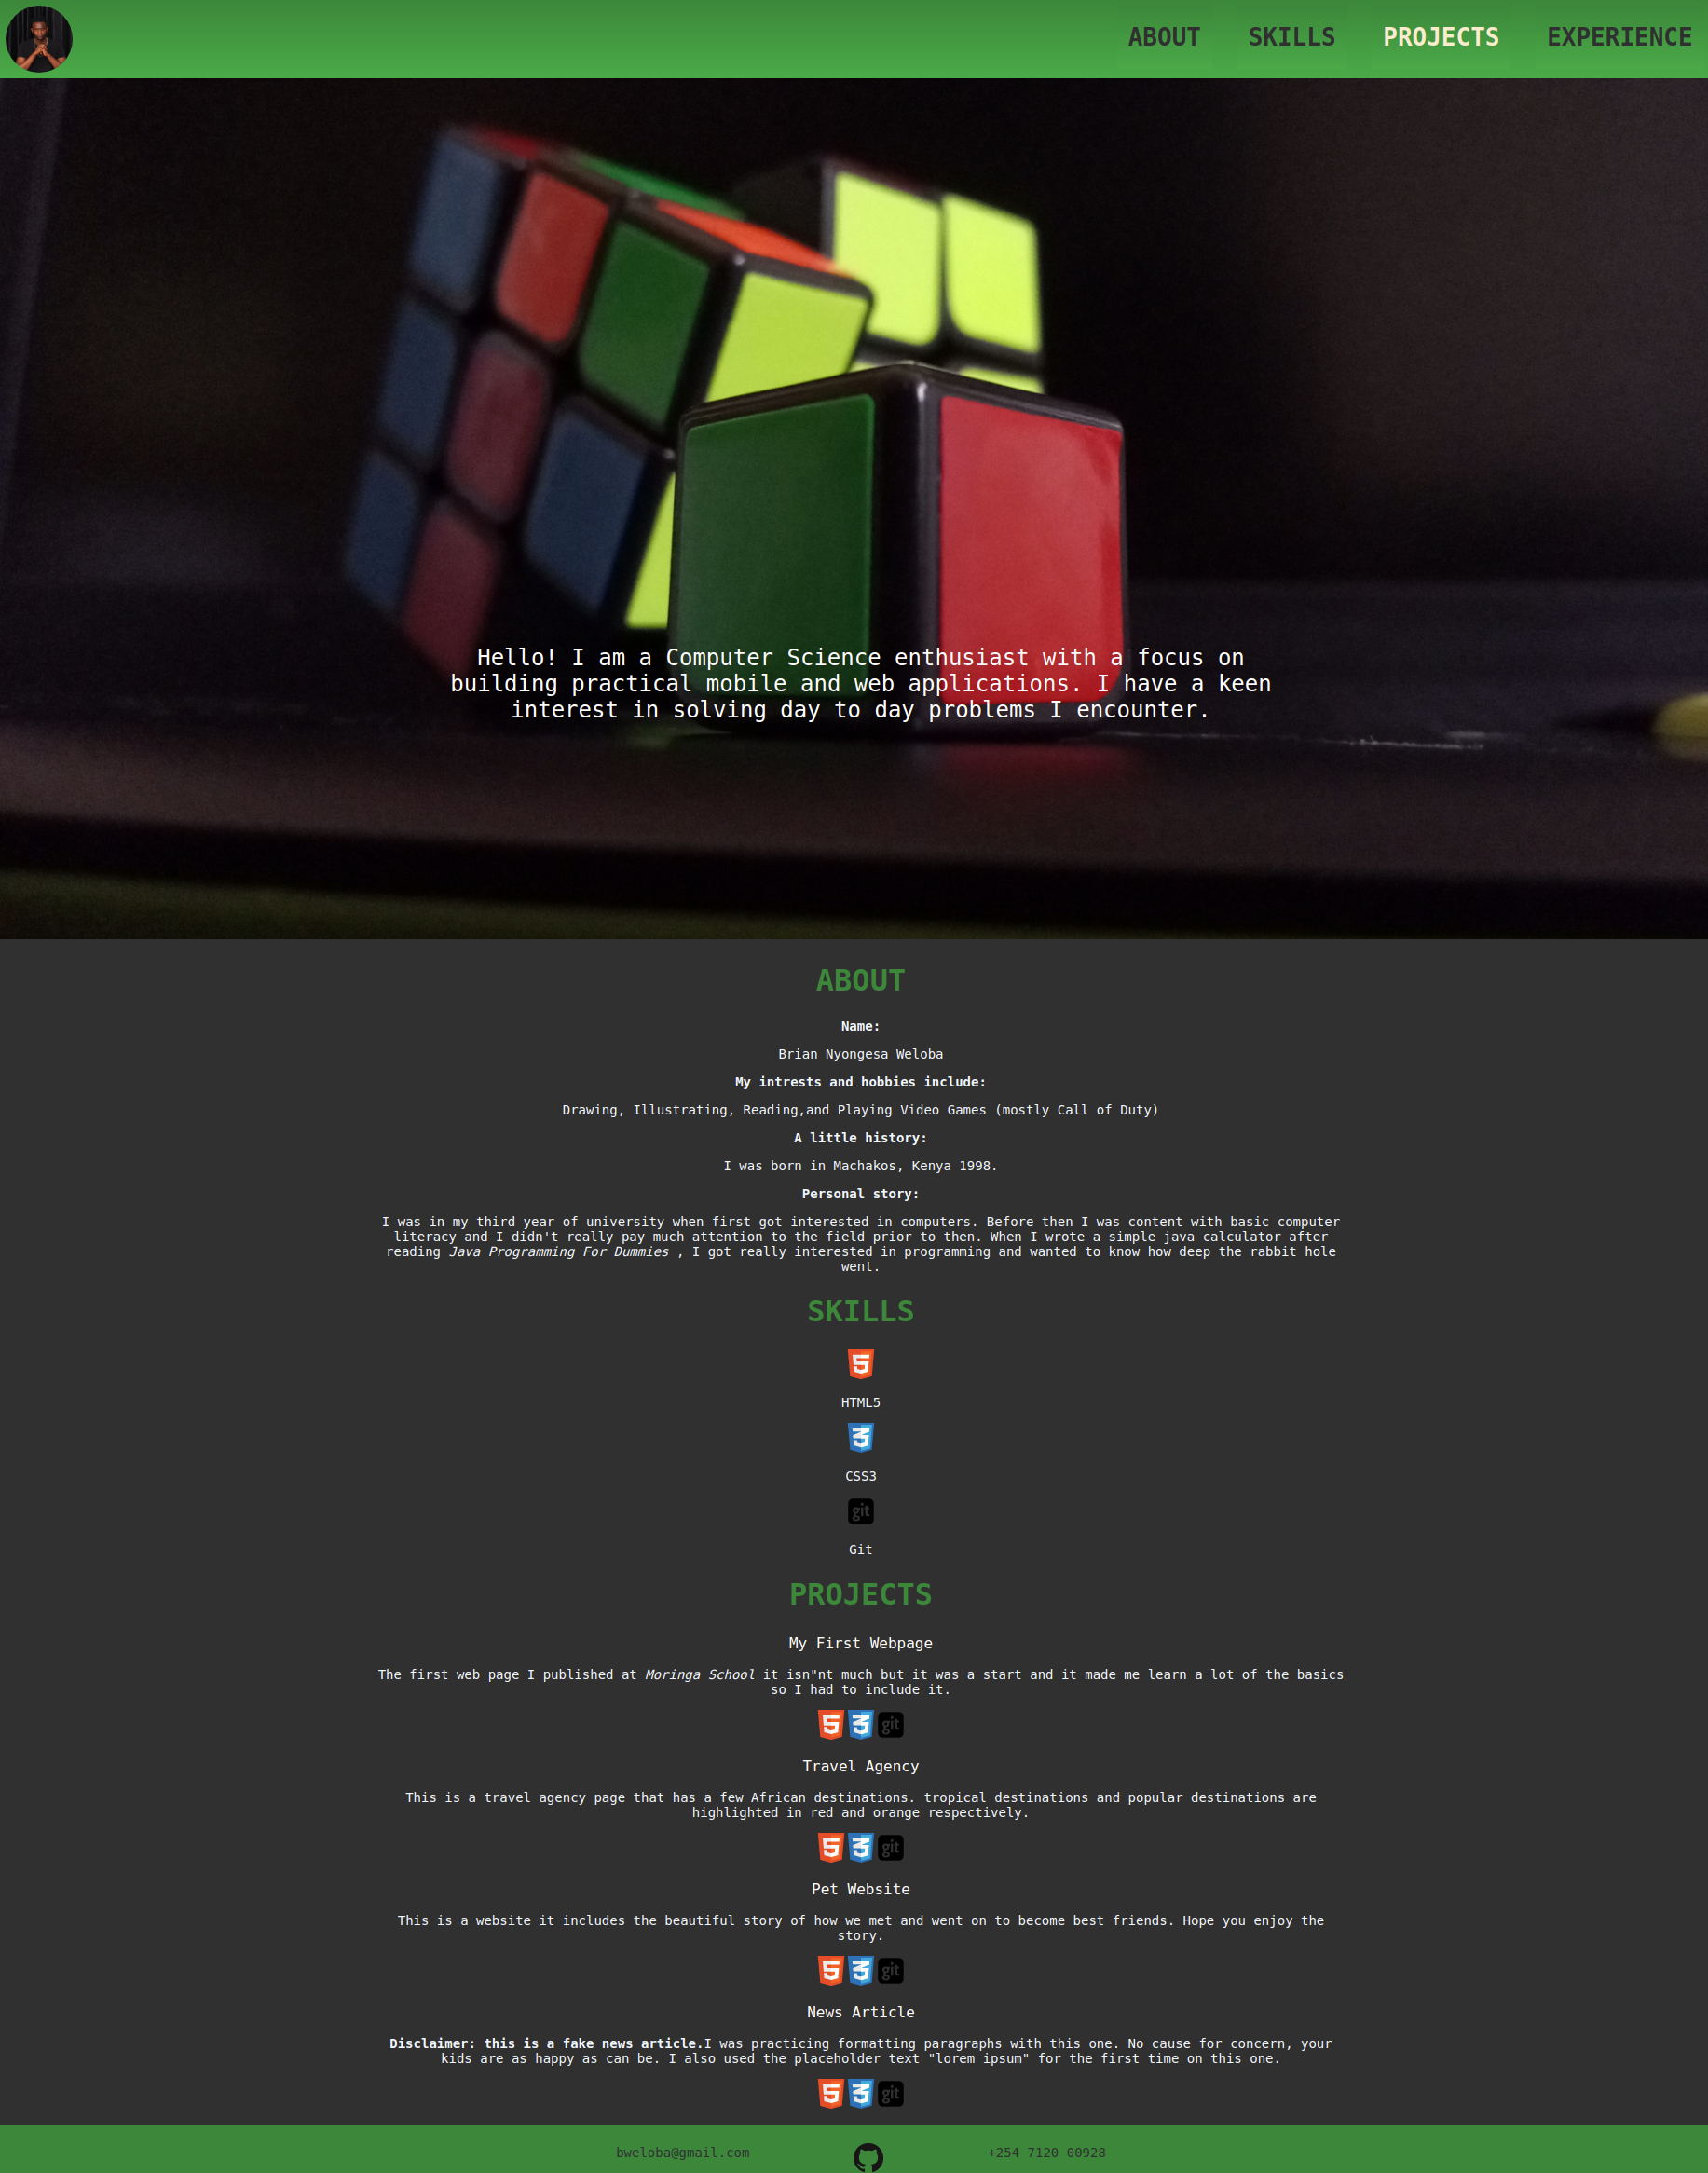 ABOUT SKILLS PROJECTS EXPERIENCE
Hello! I am a Computer Science enthusiast with a focus on
building practical mobile and web applications. I have a keen
interest in solving day to day problems I encounter.
ABOUT
Name:
Brian Nyongesa Weloba
My intrests and hobbies include:
Drawing, Illustrating, Reading,and Playing Video Games (mostly Call of Duty)
A little history:
I was born in Machakos, Kenya 1998.
Personal story:
I was in my third year of university when first got interested in computers. Before then I was content with basic computer
literacy and I didn't really pay much attention to the field prior to then. When I wrote a simple java calculator after
reading Java Programming For Dummies , I got really interested in programming and wanted to know how deep the rabbit hole
went.
SKILLS
5
HTML5
3
CSS3
git
Git
PROJECTS
My First Webpage
The first web page I published at Moringa School it isn"nt much but it was a start and it made me learn a lot of the basics
so I had to include it.
5 3 git
Travel Agency
This is a travel agency page that has a few African destinations. tropical destinations and popular destinations are
highlighted in red and orange respectively.
5 3 git
Pet Website
This is a website it includes the beautiful story of how we met and went on to become best friends. Hope you enjoy the
story.
5 3 git
News Article
Disclaimer: this is a fake news article.I was practicing formatting paragraphs with this one. No cause for concern, your
kids are as happy as can be. I also used the placeholder text "lorem ipsum" for the first time on this one.
5 3 git
bweloba@gmail.com +254 7120 00928